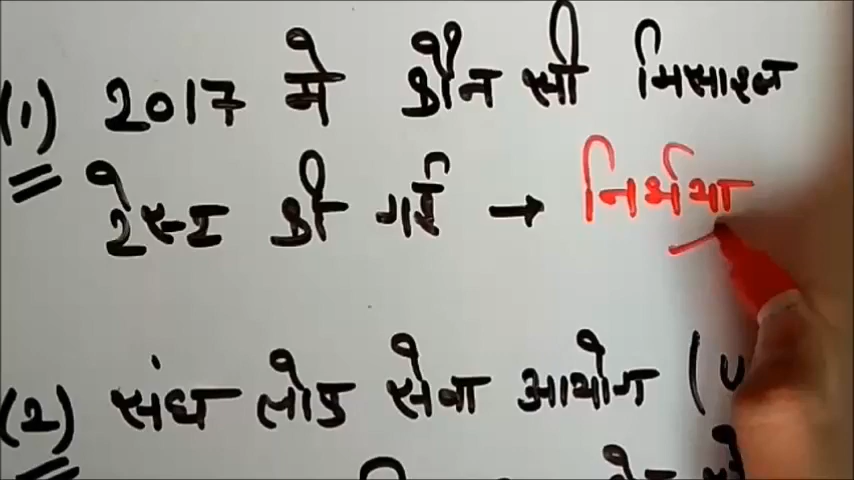 (1) 2017 मे कौन सी मिसाइल
टेस्ट की गई → निर्भया
(2) संघ लोक सेवा आयोग (U